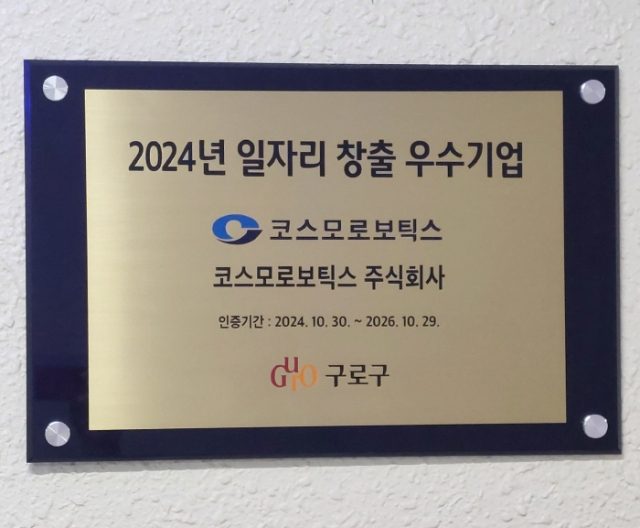 2024년 일자리 창출 우수기업
코스모로보틱스
코스모로보틱스 주식회사
인증기간 : 2024. 10. 30. ~ 2026. 10. 29.
GURO 구로구